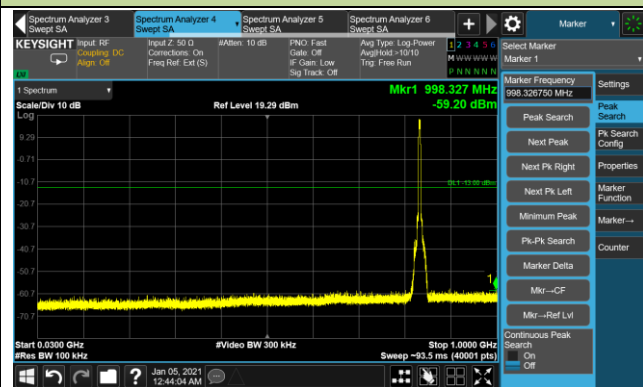 Spectrum Analyzer 3
Swept SA
Spectrum Analyzer 4
Swept SA
Spectrum Analyzer 5
Swept SA
Spectrum Analyzer 6
Swept SA
Marker
KEYSIGHT
Input: RF
Coupling: DC
Align: Off
Input Z: 50 Ω
Corrections: On
Freq Ref: Ext (S)
#Atten: 10 dB
PNO: Fast
Gate: Off
IF Gain: Low
Sig Track: Off
Avg Type: Log-Power
Avg|Hold:>10/10
Trig: Free Run
1 2 3 4 5 6
M W W W W W
P N N N N N
LXI
Select Marker
Marker 1
1 Spectrum
Scale/Div 10 dB
Log
Ref Level 19.29 dBm
Mkr1 998.327 MHz
-59.20 dBm
9.29
-0.71
-10.7
-20.7
-30.7
-40.7
-50.7
-60.7
-70.7
DL1 -13.00 dBm
1
Start 0.0300 GHz
#Res BW 100 kHz
#Video BW 300 kHz
Stop 1.0000 GHz
Sweep ~93.5 ms (40001 pts)
Marker Frequency
998.326750 MHz
Peak Search
Next Peak
Next Pk Right
Next Pk Left
Minimum Peak
Pk-Pk Search
Marker Delta
Mkr→CF
Mkr→Ref Lvl
Continuous Peak
Search
On
Off
Settings
Peak
Search
Pk Search
Config
Properties
Marker
Function
Marker→
Counter
?
Jan 05, 2021
12:44:04 AM